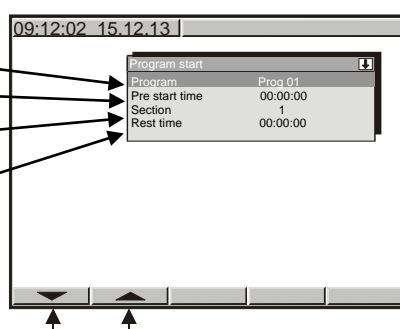 09:12:02 15.12.13
Program start
Program Prog 01
Pre start time 00:00:00
Section 1
Rest time 00:00:00